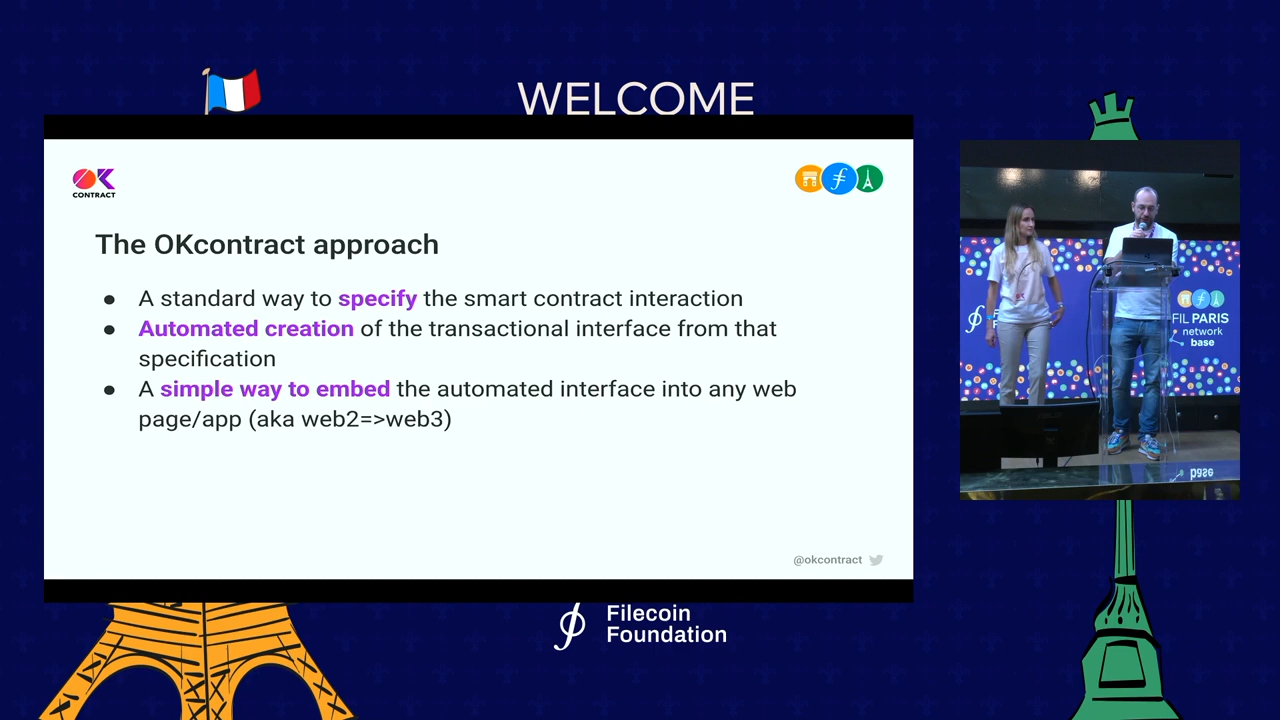 WELCOME
OK
CONTRACT
The OKcontract approach
● A standard way to specify the smart contract interaction
● Automated creation of the transactional interface from that
specification
● A simple way to embed the automated interface into any web
page/app (aka web2=>web3)
@okcontract
FIL PARIS
network
base
base
Filecoin
Foundation